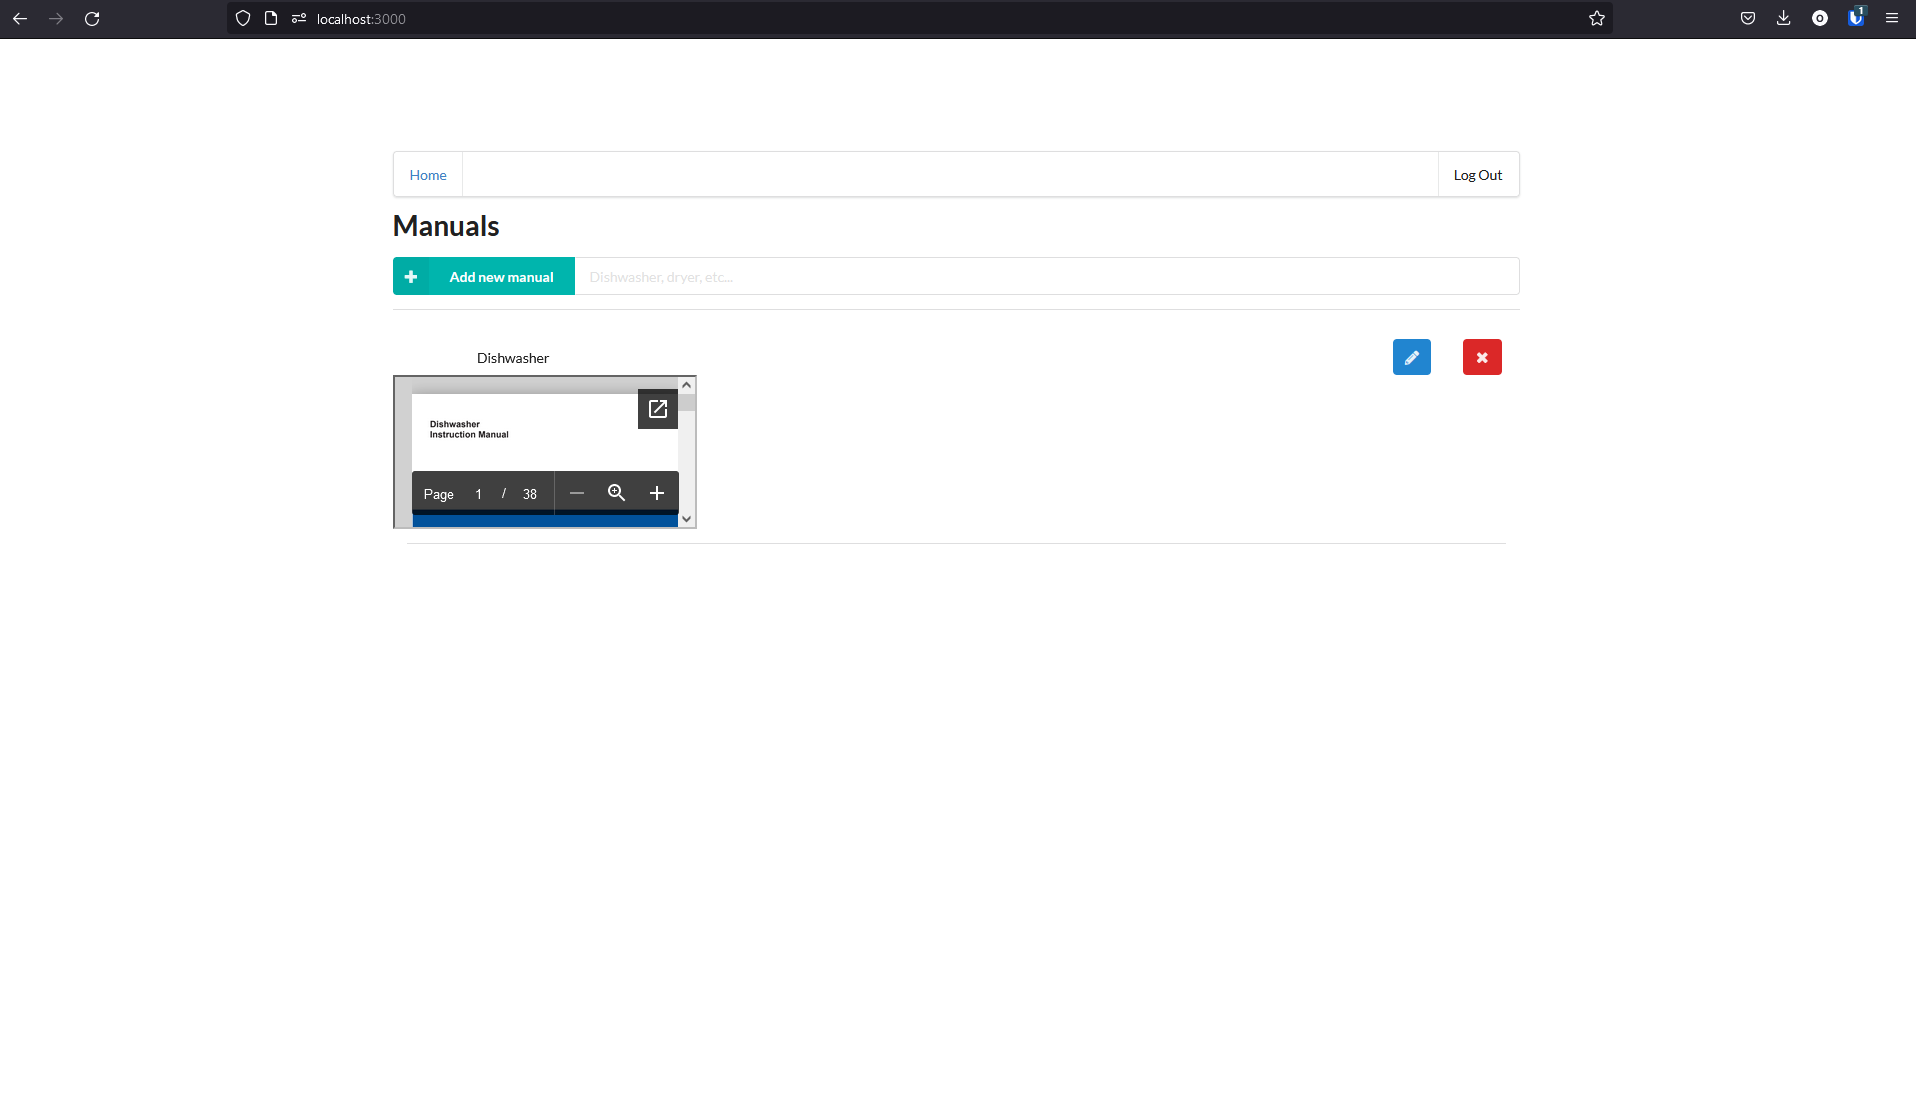 localhost:3000
1
Home
Log Out
Manuals
Add new manual
Dishwasher, dryer, etc...
Dishwasher
Dishwasher
Instruction Manual
Page 1 / 38